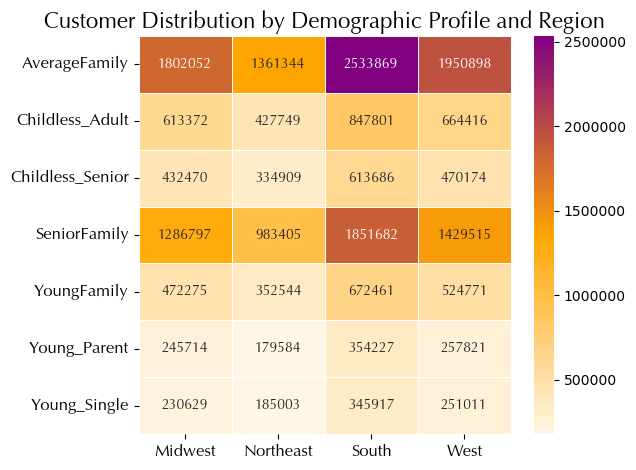 Customer Distribution by Demographic Profile and Region
AverageFamily 1802052 1361344 2533869 1950898
Childless_Adult 613372 427749 847801 664416
Childless_Senior 432470 334909 613686 470174
SeniorFamily 1286797 983405 1851682 1429515
YoungFamily 472275 352544 672461 524771
Young_Parent 245714 179584 354227 257821
Young_Single 230629 185003 345917 251011
Midwest Northeast South West
2500000
2000000
1500000
1000000
500000